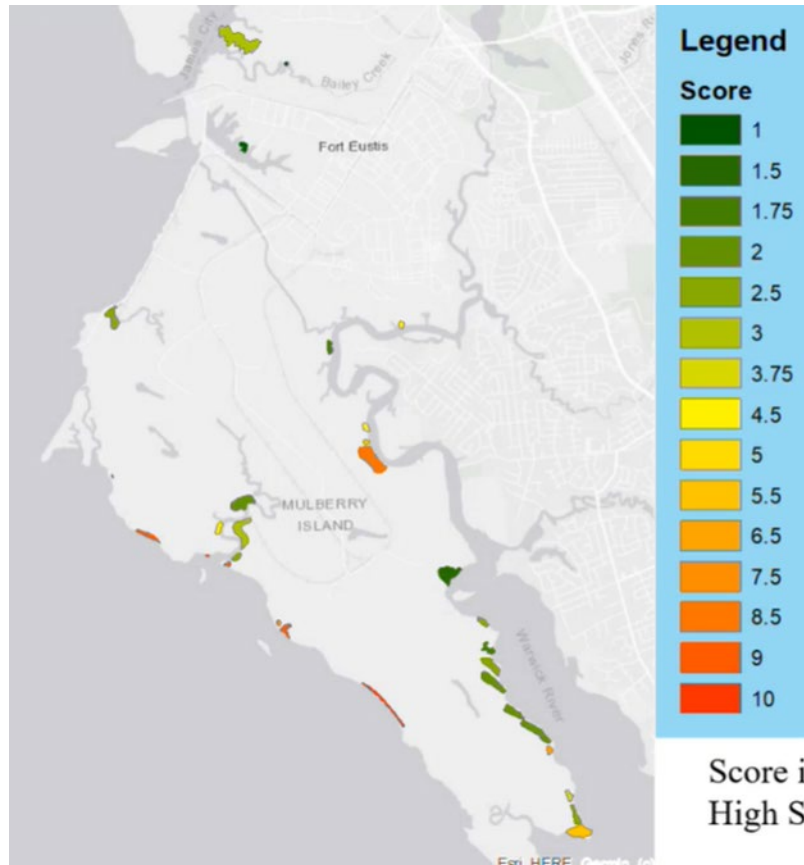 James City
Bailey Creek
Fort Eustis
MULBERRY
ISLAND
Warwick River
Legend
Score
1
1.5
1.75
2
2.5
3
3.75
4.5
5
5.5
6.5
7.5
8.5
9
10
Score i
High S
Esri, HERE,